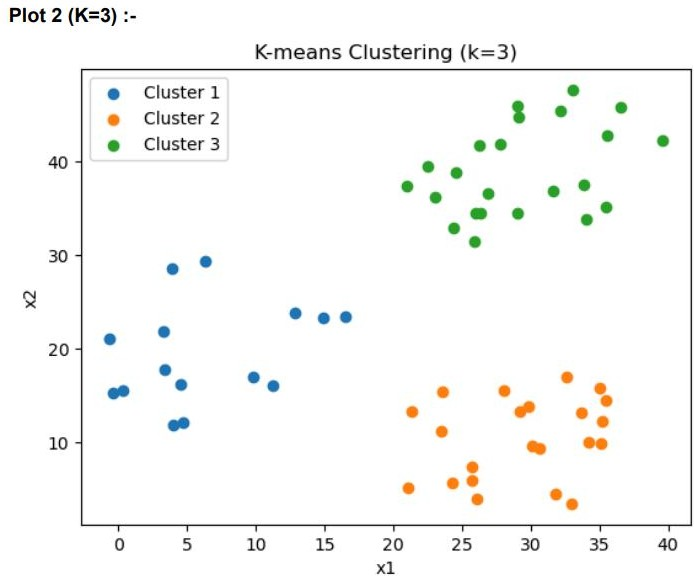 Plot 2 (K=3) :-
K-means Clustering (k=3)
Cluster 1
Cluster 2
Cluster 3
40
30
20
10
x2
0 5 10 15 20 25 30 35 40
x1